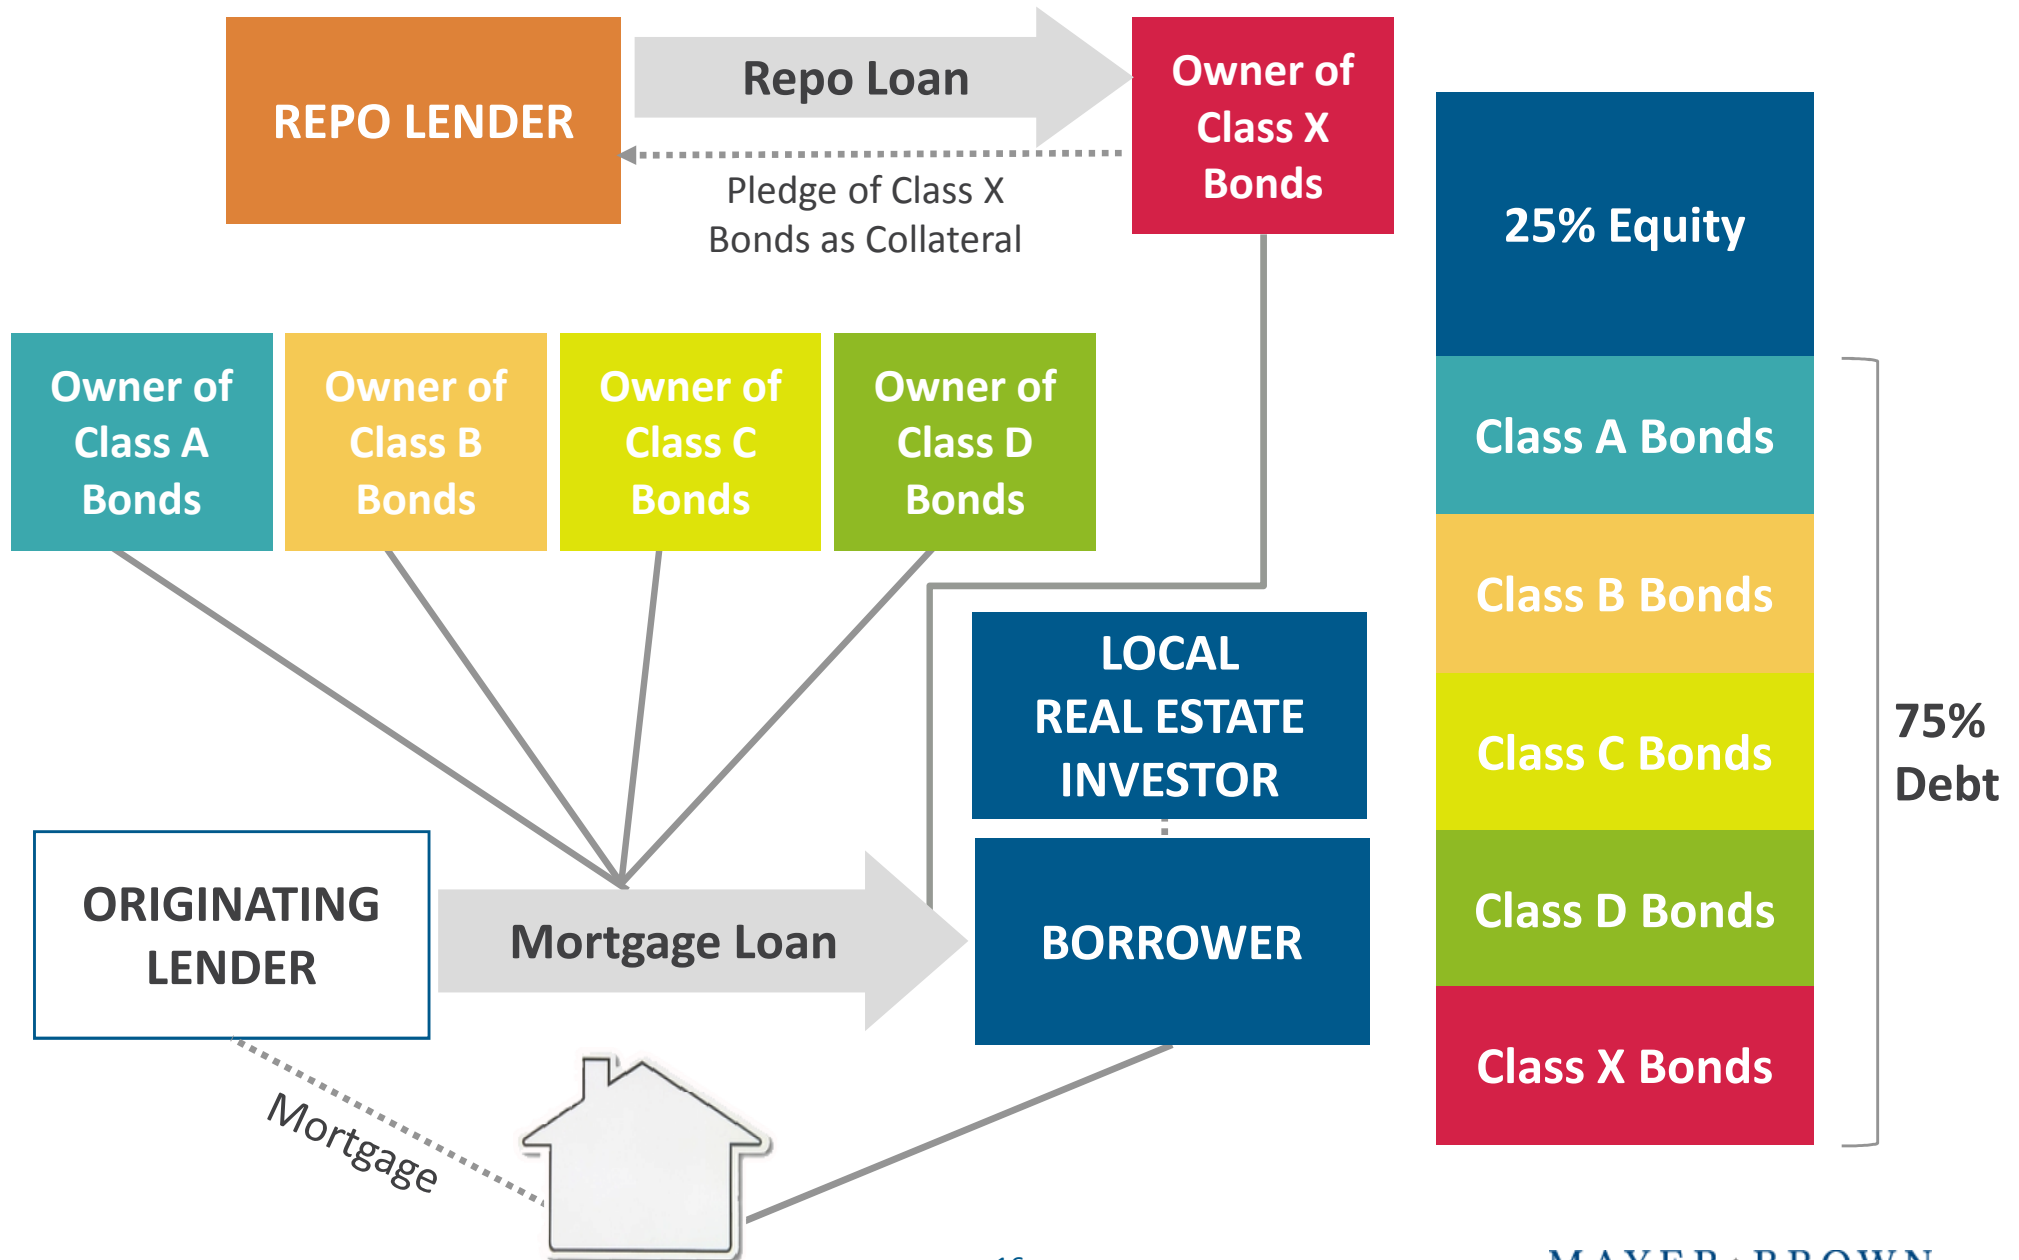 REPO LENDER
Repo Loan
Pledge of Class X
Bonds as Collateral
Owner of
Class X
Bonds
Owner of
Class A
Bonds
Owner of
Class B
Bonds
Owner of
Class C
Bonds
Owner of
Class D
Bonds
LOCAL
REAL ESTATE
INVESTOR
ORIGINATING
LENDER
Mortgage Loan
BORROWER
Mortgage
25% Equity
Class A Bonds
Class B Bonds
Class C Bonds
Class D Bonds
Class X Bonds
75%
Debt
MAYER·BROWN